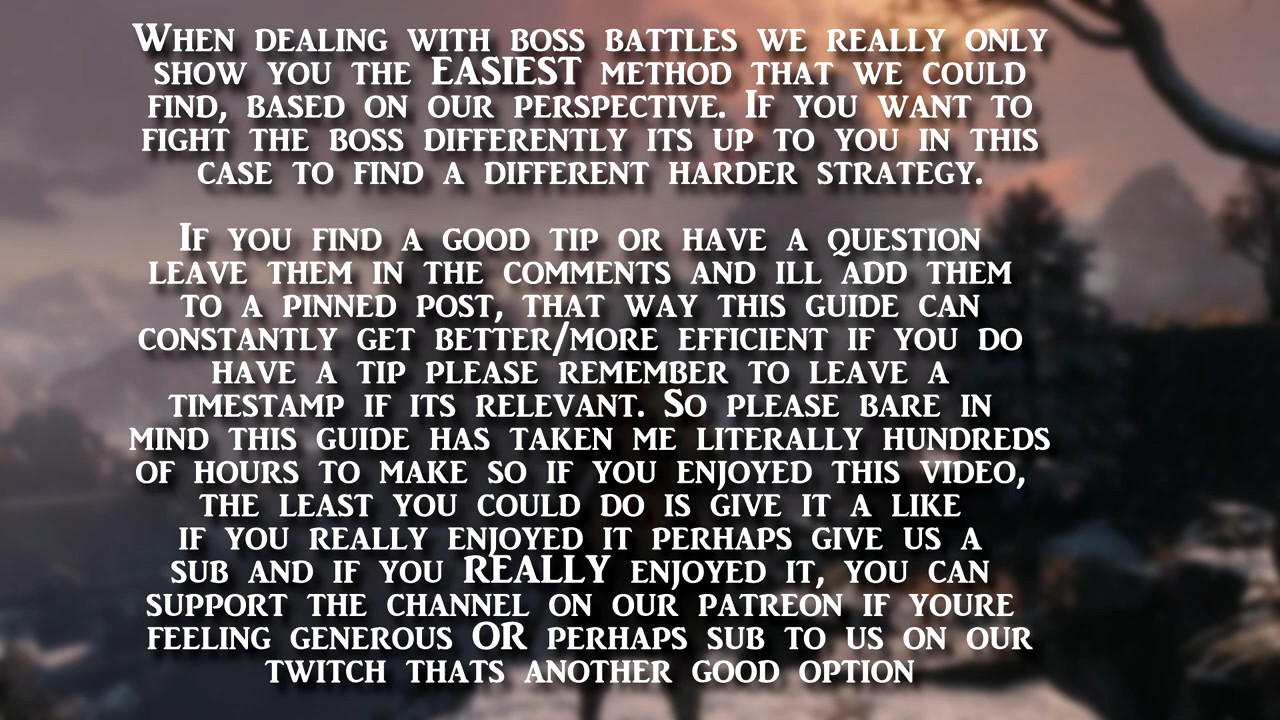 When dealing with boss battles we really only
show you the EASIEST method that we could
find, based on our perspective. If you want to
fight the boss differently its up to you in this
case to find a different harder strategy.
If you find a good tip or have a question
leave them in the comments and ill add them
to a pinned post, that way this guide can
constantly get better/more efficient if you do
have a tip please remember to leave a
timestamp if its relevant. So please bare in
mind this guide has taken me literally hundreds
of hours to make so if you enjoyed this video,
the least you could do is give it a like
if you really enjoyed it perhaps give us a
sub and if you REALLY enjoyed it, you can
support the channel on our patreon if youre
feeling generous OR perhaps sub to us on our
twitch thats another good option